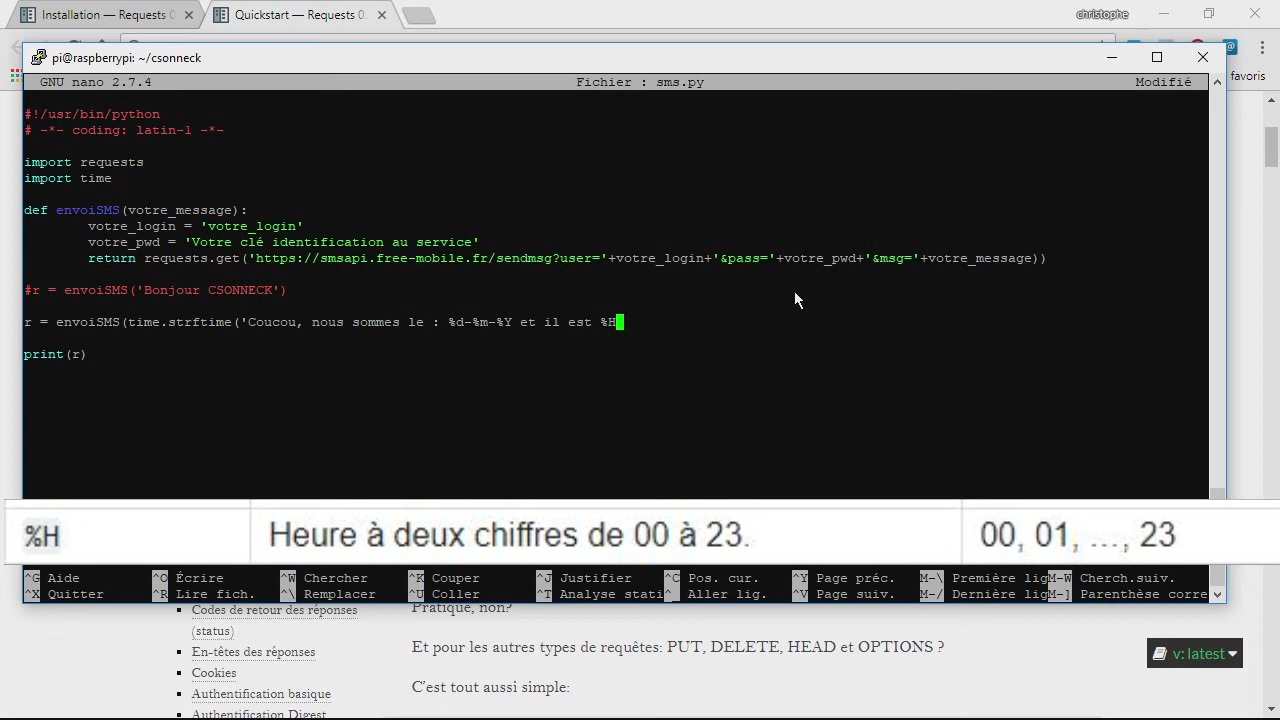 Installation — Requests 0
Quickstart — Requests 0.
christophe
pi@raspberrypi: ~/csonneck
favoris
GNU nano 2.7.4 Fichier : sms.py Modifié
#!/usr/bin/python
# -*- coding: latin-1 -*-
import requests
import time
def envoiSMS(votre_message):
votre_login = 'votre_login'
votre_pwd = 'Votre clé identification au service'
return requests.get('https://smsapi.free-mobile.fr/sendmsg?user='+votre_login+'&pass='+votre_pwd+'&msg='+votre_message))
#r = envoiSMS('Bonjour CSONNECK')
r = envoiSMS(time.strftime('Coucou, nous sommes le : %d-%m-%Y et il est %H
print(r)
%H Heure à deux chiffres de 00 à 23. 00, 01, ..., 23
^G Aide ^O Écrire ^W Chercher ^K Couper ^J Justifier ^C Pos. cur. ^Y Page préc. M-\ Première lig M-W Cherch.suiv.
^X Quitter ^R Lire fich. ^\ Remplacer ^U Coller ^T Analyse stati ^ Aller lig. ^V Page suiv. M-/ Dernière lig M-] Parenthèse corre
Codes de retour des réponses
(status)
En-têtes des réponses
Cookies
Authentification basique
Authentification Digest
Pratique, non?
Et pour les autres types de requêtes: PUT, DELETE, HEAD et OPTIONS ?
C'est tout aussi simple:
v: latest